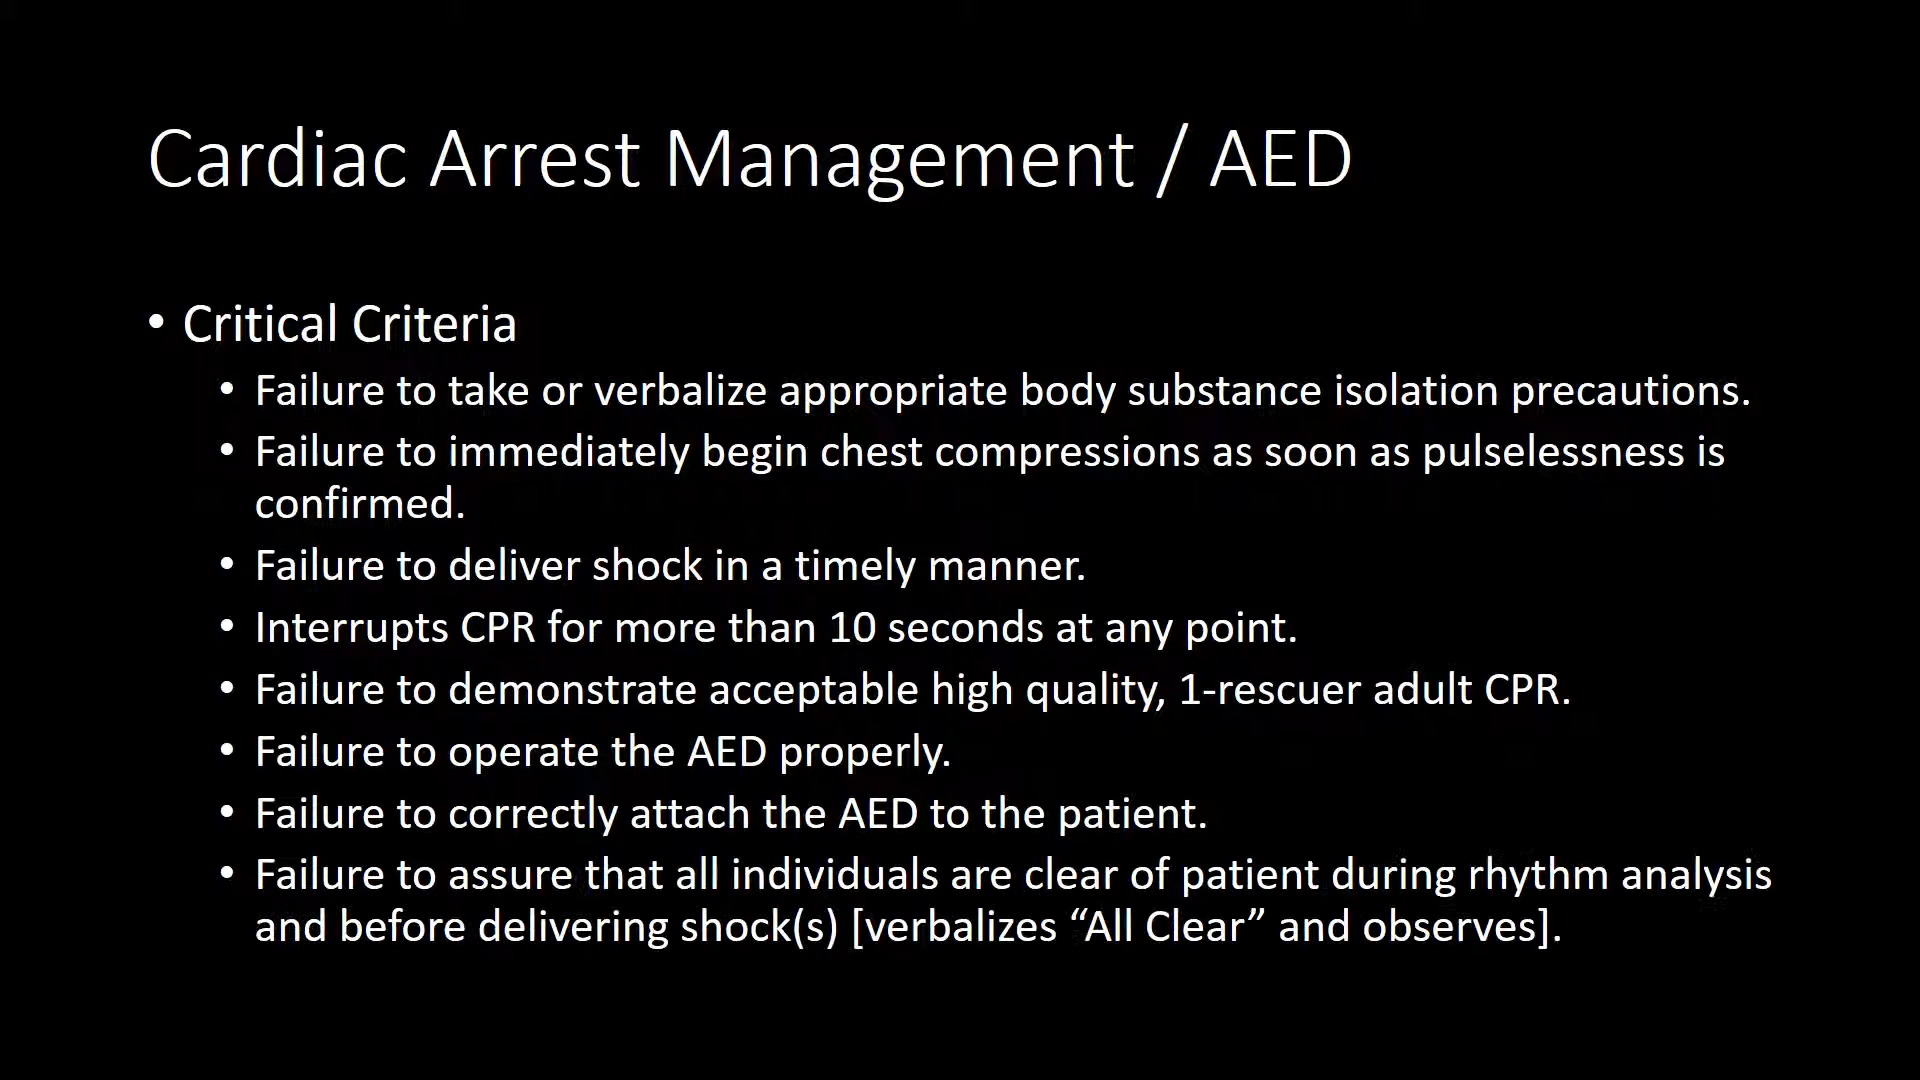 Cardiac Arrest Management / AED
• Critical Criteria
• Failure to take or verbalize appropriate body substance isolation precautions.
• Failure to immediately begin chest compressions as soon as pulselessness is
confirmed.
• Failure to deliver shock in a timely manner.
• Interrupts CPR for more than 10 seconds at any point.
• Failure to demonstrate acceptable high quality, 1-rescuer adult CPR.
• Failure to operate the AED properly.
• Failure to correctly attach the AED to the patient.
• Failure to assure that all individuals are clear of patient during rhythm analysis
and before delivering shock(s) [verbalizes “All Clear” and observes].